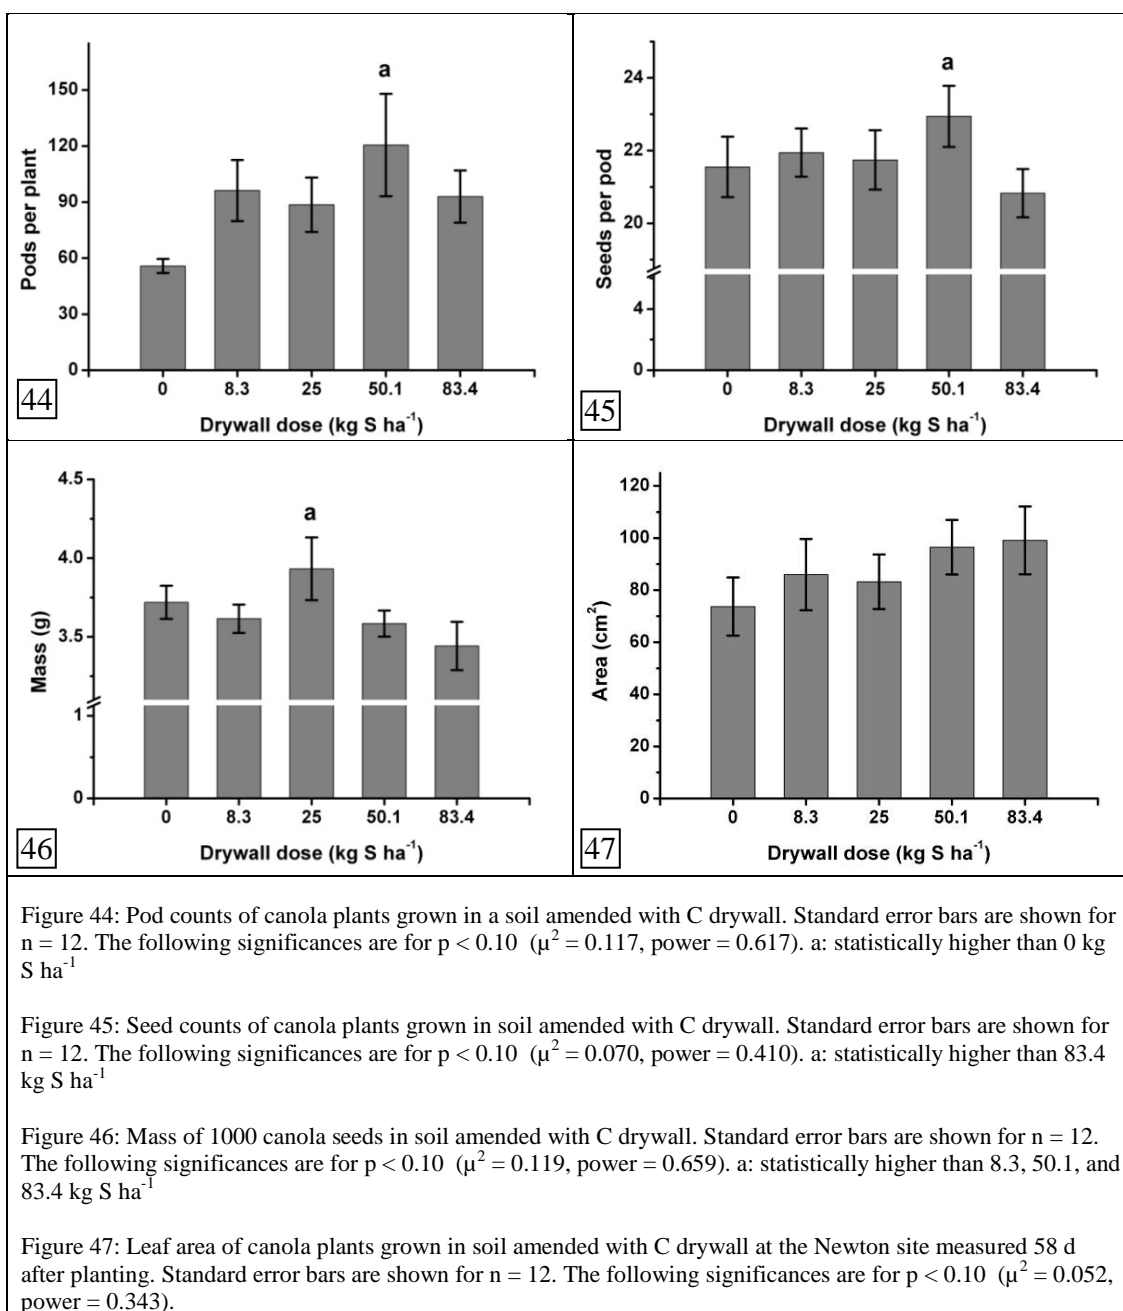 150
120
90
60
30
0
Pods per plant
a
0 8.3 25 50.1 83.4
Drywall dose (kg S ha⁻¹)
44
24
23
22
21
20
4
0
Seeds per pod
a
0 8.3 25 50.1 83.4
Drywall dose (kg S ha⁻¹)
45
4.5
4.0
3.5
1
0
Mass (g)
a
0 8.3 25 50.1 83.4
Drywall dose (kg S ha⁻¹)
46
120
100
80
60
40
20
0
Area (cm²)
0 8.3 25 50.1 83.4
Drywall dose (kg S ha⁻¹)
47
Figure 44: Pod counts of canola plants grown in a soil amended with C drywall. Standard error bars are shown for
n = 12. The following significances are for p < 0.10 (μ² = 0.117, power = 0.617). a: statistically higher than 0 kg
S ha⁻¹
Figure 45: Seed counts of canola plants grown in soil amended with C drywall. Standard error bars are shown for
n = 12. The following significances are for p < 0.10 (μ² = 0.070, power = 0.410). a: statistically higher than 83.4
kg S ha⁻¹
Figure 46: Mass of 1000 canola seeds in soil amended with C drywall. Standard error bars are shown for n = 12.
The following significances are for p < 0.10 (μ² = 0.119, power = 0.659). a: statistically higher than 8.3, 50.1, and
83.4 kg S ha⁻¹
Figure 47: Leaf area of canola plants grown in soil amended with C drywall at the Newton site measured 58 d
after planting. Standard error bars are shown for n = 12. The following significances are for p < 0.10 (μ² = 0.052,
power = 0.343).